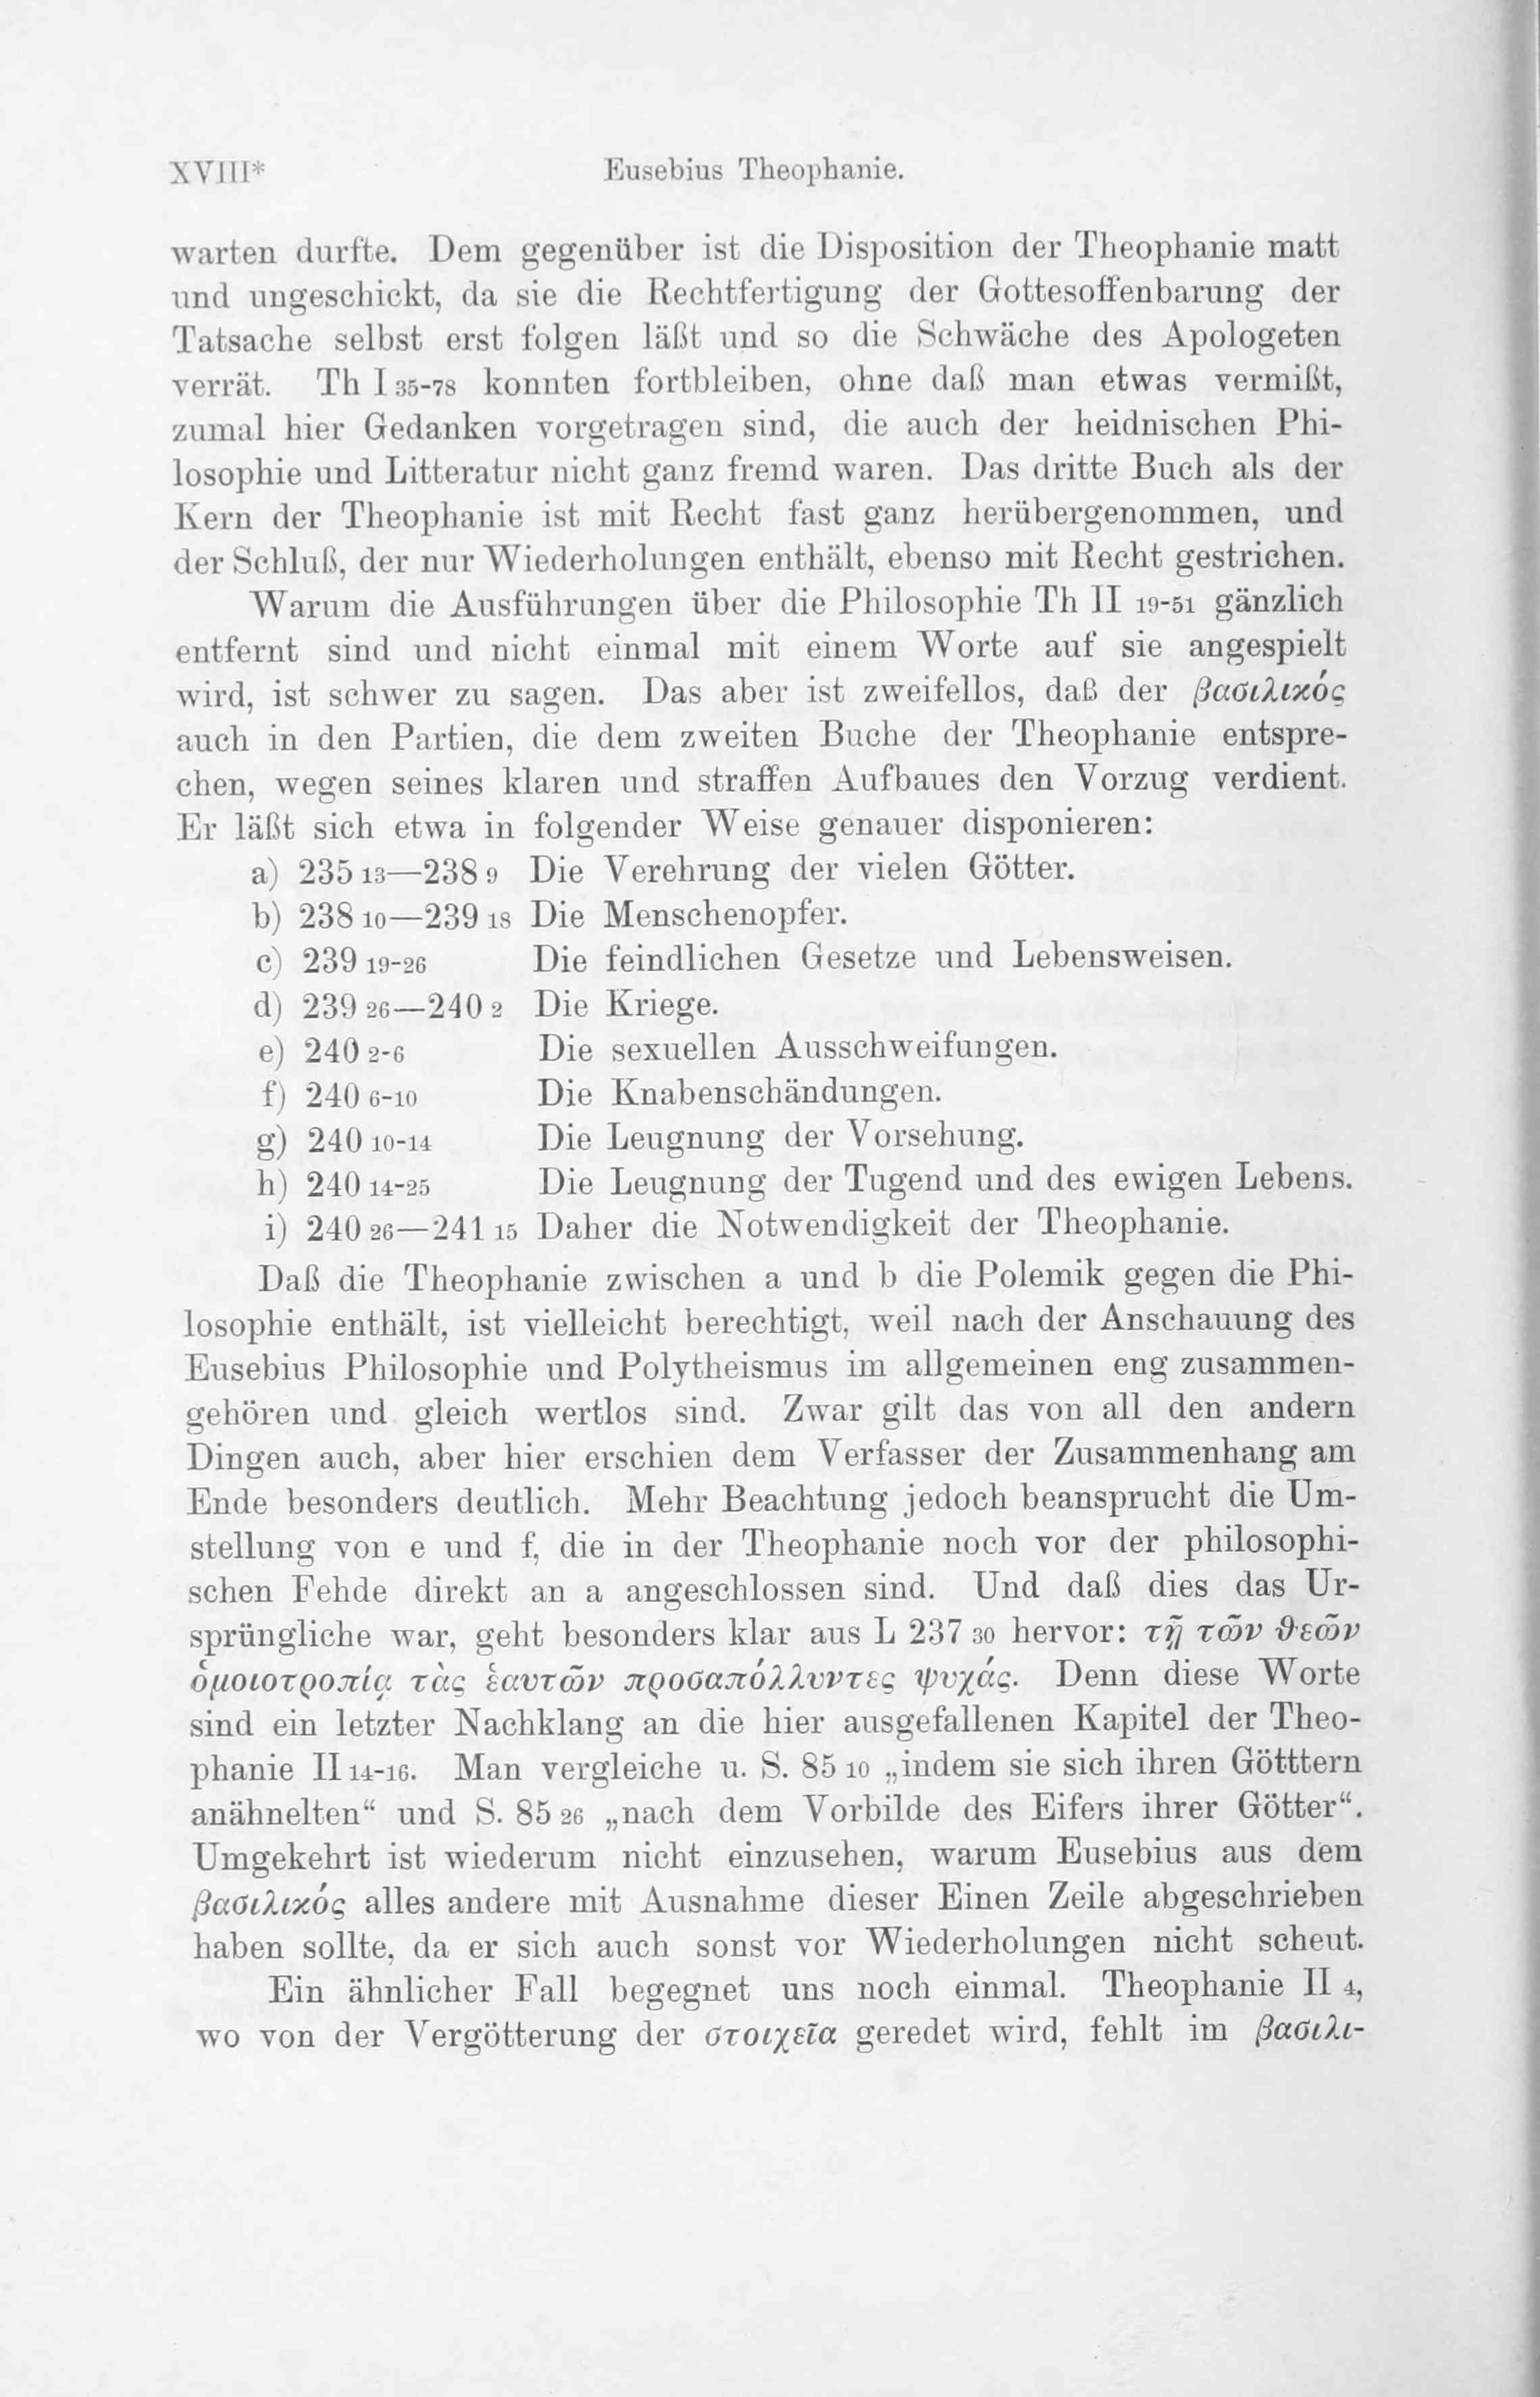 XVIII* Eusebius Theophanie.
warten durfte. Dem gegenüber ist die Disposition der Theophanie matt
und ungeschickt, da sie die Rechtfertigung der Gottesoffenbarung der
Tatsache selbst erst folgen läßt und so die Schwäche des Apologeten
verrät. Th I 35-78 konnten fortbleiben, ohne daß man etwas vermißt,
zumal hier Gedanken vorgetragen sind, die auch der heidnischen Phi-
losophie und Litteratur nicht ganz fremd waren. Das dritte Buch als der
Kern der Theophanie ist mit Recht fast ganz herübergenommen, und
der Schluß, der nur Wiederholungen enthält, ebenso mit Recht gestrichen.
Warum die Ausführungen über die Philosophie Th II 19-51 gänzlich
entfernt sind und nicht einmal mit einem Worte auf sie angespielt
wird, ist schwer zu sagen. Das aber ist zweifellos, daß der βασιλικός
auch in den Partien, die dem zweiten Buche der Theophanie entspre-
chen, wegen seines klaren und straffen Aufbaues den Vorzug verdient.
Er läßt sich etwa in folgender Weise genauer disponieren:
a) 235 13—238 9 Die Verehrung der vielen Götter.
b) 238 10—239 18 Die Menschenopfer.
c) 239 19-26 Die feindlichen Gesetze und Lebensweisen.
d) 239 26—240 2 Die Kriege.
e) 240 2-6 Die sexuellen Ausschweifungen.
f) 240 6-10 Die Knabenschändungen.
g) 240 10-14 Die Leugnung der Vorsehung.
h) 240 14-25 Die Leugnung der Tugend und des ewigen Lebens.
i) 240 26—241 15 Daher die Notwendigkeit der Theophanie.
Daß die Theophanie zwischen a und b die Polemik gegen die Phi-
losophie enthält, ist vielleicht berechtigt, weil nach der Anschauung des
Eusebius Philosophie und Polytheismus im allgemeinen eng zusammen-
gehören und gleich wertlos sind. Zwar gilt das von all den andern
Dingen auch, aber hier erschien dem Verfasser der Zusammenhang am
Ende besonders deutlich. Mehr Beachtung jedoch beansprucht die Um-
stellung von e und f, die in der Theophanie noch vor der philosophi-
schen Fehde direkt an a angeschlossen sind. Und daß dies das Ur-
sprüngliche war, geht besonders klar aus L 237 30 hervor: τῇ τῶν θεῶν
ὁμοιοτροπίᾳ τὰς ἑαυτῶν προσαπόλλυντες ψυχάς. Denn diese Worte
sind ein letzter Nachklang an die hier ausgefallenen Kapitel der Theo-
phanie II 14-16. Man vergleiche u. S. 85 10 „indem sie sich ihren Götttern
anähnelten“ und S. 85 26 „nach dem Vorbilde des Eifers ihrer Götter“.
Umgekehrt ist wiederum nicht einzusehen, warum Eusebius aus dem
βασιλικός alles andere mit Ausnahme dieser Einen Zeile abgeschrieben
haben sollte, da er sich auch sonst vor Wiederholungen nicht scheut.
Ein ähnlicher Fall begegnet uns noch einmal. Theophanie II 4,
wo von der Vergötterung der στοιχεῖα geredet wird, fehlt im βασιλι-